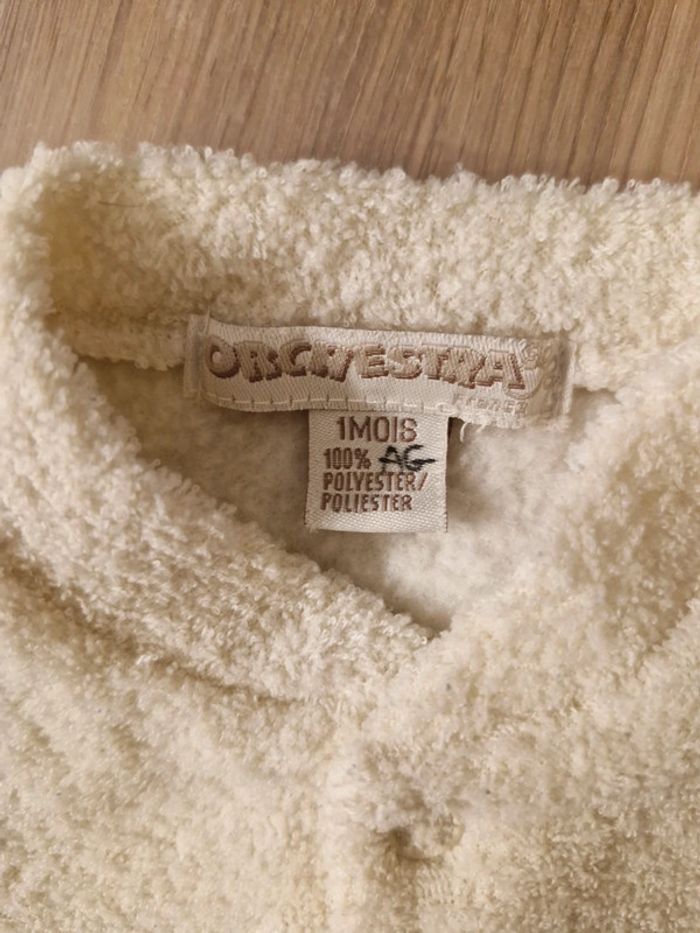 ORCHESTRA
1MOIS
100% AG
POLYESTER/
POLIESTER